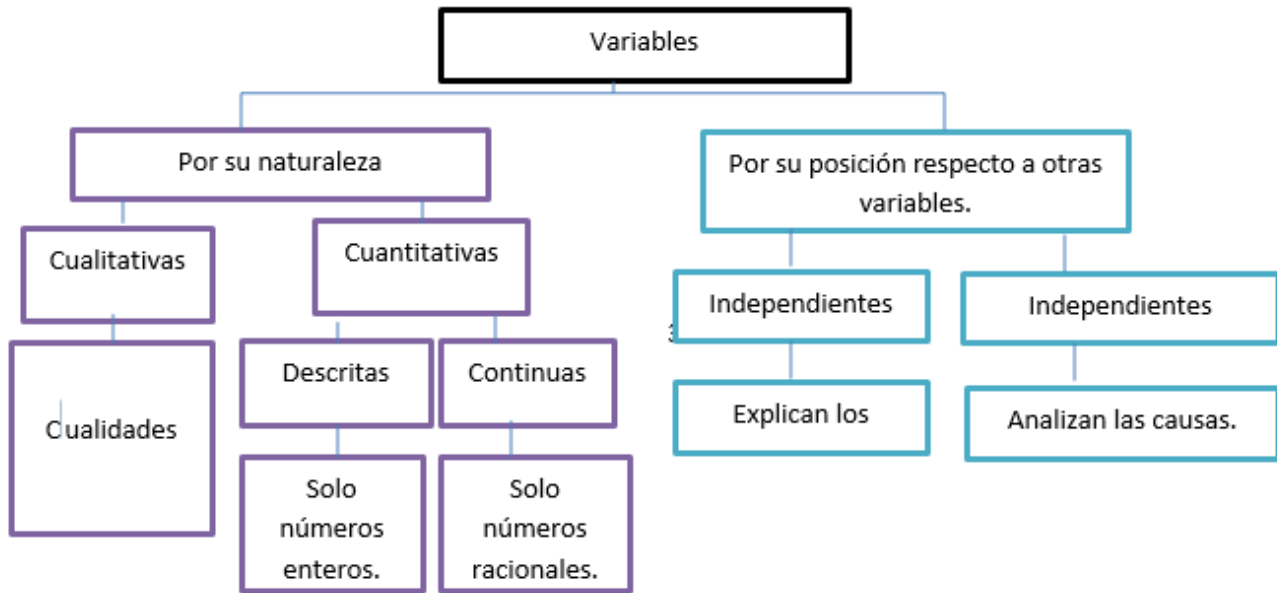 Variables
Por su naturaleza
Por su posición respecto a otras
variables.
Cualitativas
Cuantitativas
Independientes
Independientes
3
Cualidades
Descritas
Continuas
Explican los
Analizan las causas.
Solo
números
enteros.
Solo
números
racionales.